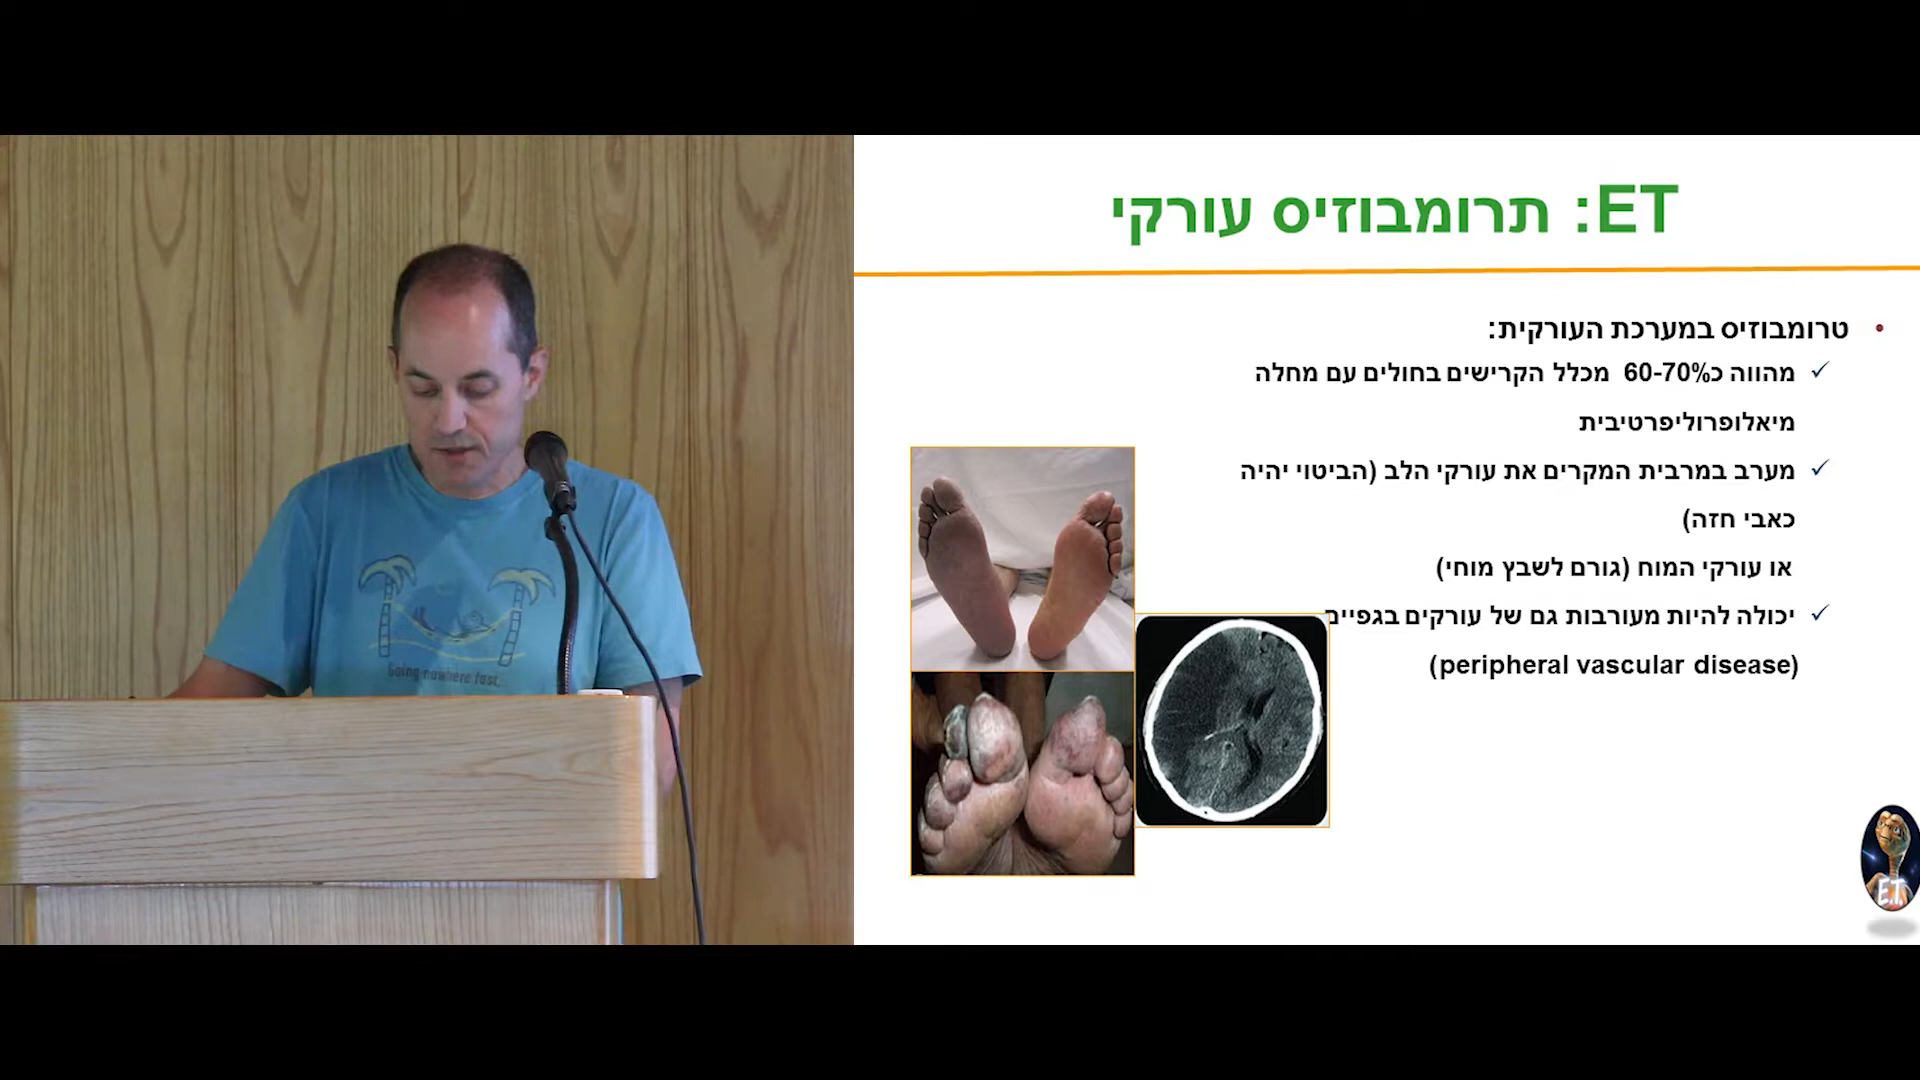 ET: תרומבוזיס עורקי
• טרומבוזיס במערכת העורקית:
✓ מהווה כ60-70% מכלל הקרישים בחולים עם מחלה
מיאלופרוליפרטיבית
✓ מערב במרבית המקרים את עורקי הלב (הביטוי יהיה
כאבי חזה)
או עורקי המוח (גורם לשבץ מוחי)
✓ יכולה להיות מעורבות גם של עורקים בגפיים
(peripheral vascular disease)
Going nowhere fast.
E.T.